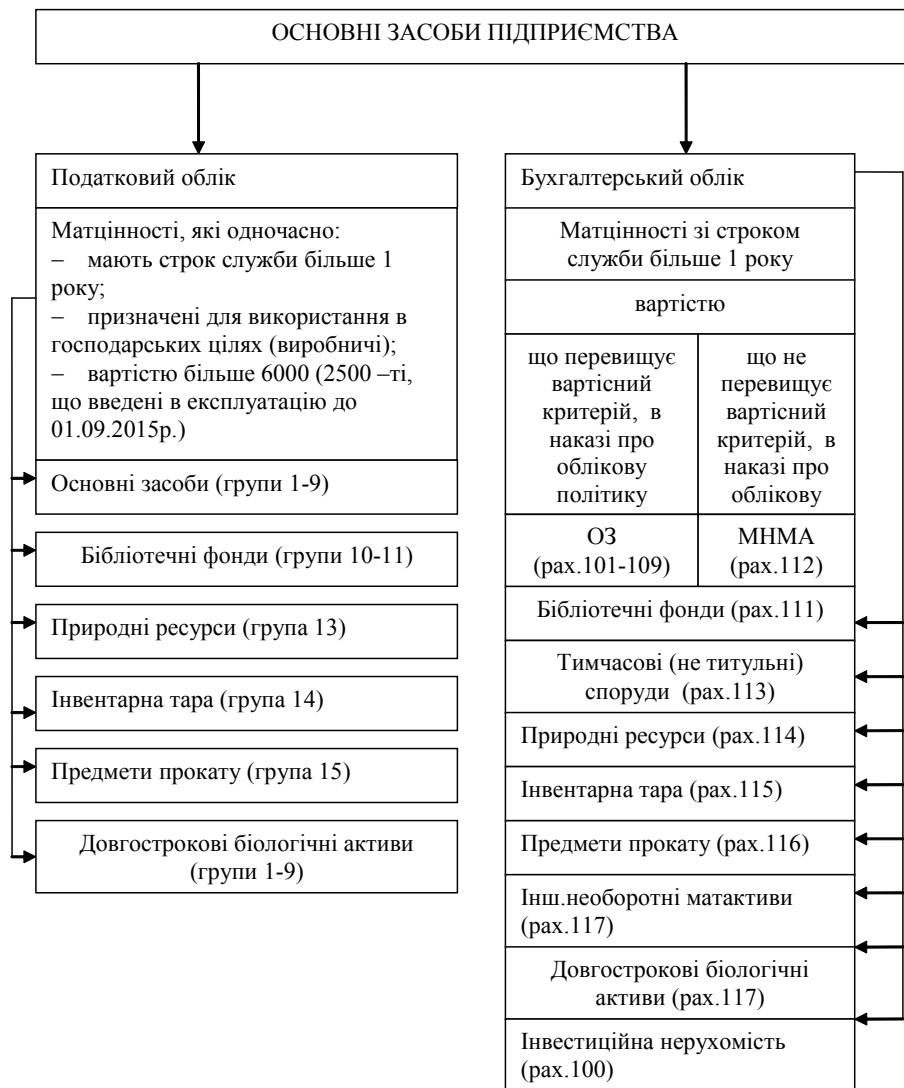 ОСНОВНІ ЗАСОБИ ПІДПРИЄМСТВА
Податковий облік
Матцінності, які одночасно:
– мають строк служби більше 1
року;
– призначені для використання в
господарських цілях (виробничі);
– вартістю більше 6000 (2500 –ті,
що введені в експлуатацію до
01.09.2015р.)
Основні засоби (групи 1-9)
Бібліотечні фонди (групи 10-11)
Природні ресурси (група 13)
Інвентарна тара (група 14)
Предмети прокату (група 15)
Довгострокові біологічні активи
(групи 1-9)
Бухгалтерський облік
Матцінності зі строком
служби більше 1 року
вартістю
що перевищує
вартісний
критерій, в
наказі про
облікову
політику
що не
перевищує
вартісний
критерій, в
наказі про
облікову
ОЗ
(рах.101-109)
МНМА
(рах.112)
Бібліотечні фонди (рах.111)
Тимчасові (не титульні)
споруди (рах.113)
Природні ресурси (рах.114)
Інвентарна тара (рах.115)
Предмети прокату (рах.116)
Інш.необоротні матактиви
(рах.117)
Довгострокові біологічні
активи (рах.117)
Інвестиційна нерухомість
(рах.100)